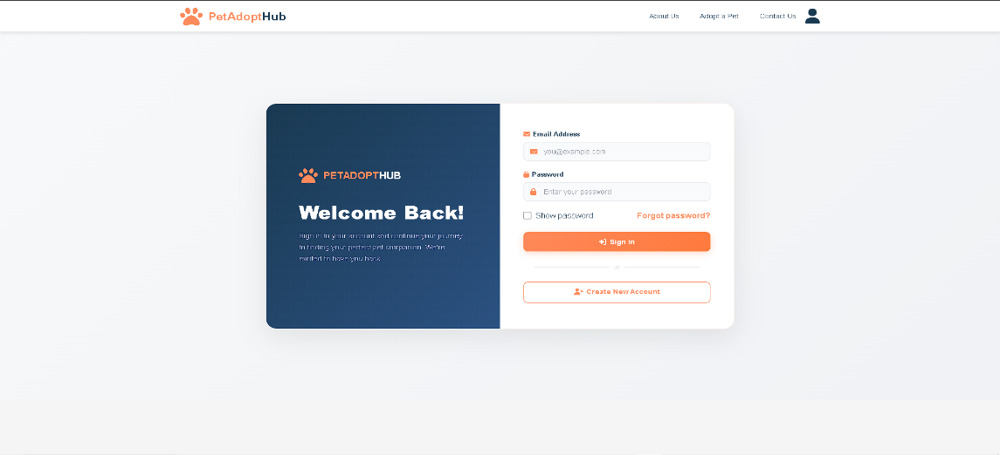 PetAdoptHub
About Us
Adopt a Pet
Contact Us
PETADOPTHUB
Welcome Back!
Sign in to your account and continue your journey
to finding your perfect pet companion. We're
excited to have you back.
Email Address
you@example.com
Password
Enter your password
Show password
Forgot password?
Sign In
or
Create New Account